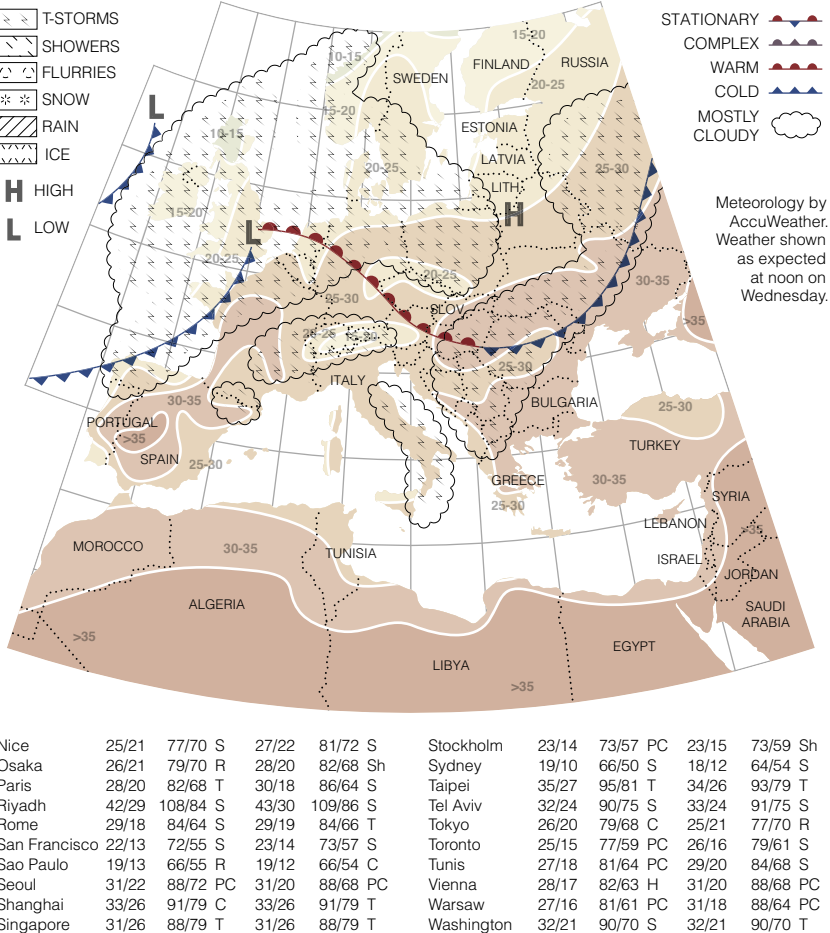 T-STORMS
SHOWERS
FLURRIES
SNOW
RAIN
ICE
H HIGH
L LOW
STATIONARY
COMPLEX
WARM
COLD
MOSTLY
CLOUDY
Meteorology by
AccuWeather.
Weather shown
as expected
at noon on
Wednesday.
15-20
10-15
FINLAND
RUSSIA
SWEDEN
20-25
L
15-20
ESTONIA
10-15
LATVIA
20-25
25-30
LITH.
15-20
H
L
20-25
20-25
30-35
25-30
SLOV.
>35
20-25
15-20
25-30
ITALY
30-35
BULGARIA
25-30
PORTUGAL
>35
TURKEY
SPAIN
25-30
GREECE
30-35
SYRIA
25-30
LEBANON
>35
MOROCCO
30-35
TUNISIA
ISRAEL
JORDAN
ALGERIA
SAUDI
ARABIA
>35
EGYPT
LIBYA
>35
Nice 25/21 77/70 S 27/22 81/72 S
Osaka 26/21 79/70 R 28/20 82/68 Sh
Paris 28/20 82/68 T 30/18 86/64 S
Riyadh 42/29 108/84 S 43/30 109/86 S
Rome 29/18 84/64 S 29/19 84/66 T
San Francisco 22/13 72/55 S 23/14 73/57 S
Sao Paulo 19/13 66/55 R 19/12 66/54 C
Seoul 31/22 88/72 PC 31/20 88/68 PC
Shanghai 33/26 91/79 C 33/26 91/79 T
Singapore 31/26 88/79 T 31/26 88/79 T
Stockholm 23/14 73/57 PC 23/15 73/59 Sh
Sydney 19/10 66/50 S 18/12 64/54 S
Taipei 35/27 95/81 T 34/26 93/79 T
Tel Aviv 32/24 90/75 S 33/24 91/75 S
Tokyo 26/20 79/68 C 25/21 77/70 R
Toronto 25/15 77/59 PC 26/16 79/61 S
Tunis 27/18 81/64 PC 29/20 84/68 S
Vienna 28/17 82/63 H 31/20 88/68 PC
Warsaw 27/16 81/61 PC 31/18 88/64 PC
Washington 32/21 90/70 S 32/21 90/70 T